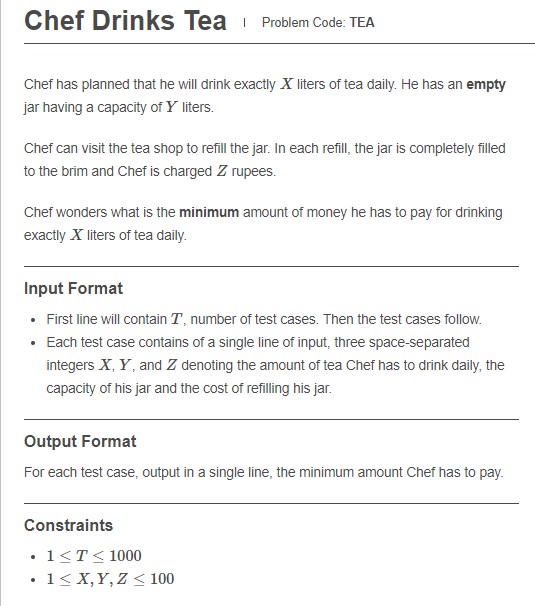 Chef Drinks Tea | Problem Code: TEA
Chef has planned that he will drink exactly X liters of tea daily. He has an empty
jar having a capacity of Y liters.
Chef can visit the tea shop to refill the jar. In each refill, the jar is completely filled
to the brim and Chef is charged Z rupees.
Chef wonders what is the minimum amount of money he has to pay for drinking
exactly X liters of tea daily.
Input Format
• First line will contain T, number of test cases. Then the test cases follow.
• Each test case contains of a single line of input, three space-separated
integers X, Y, and Z denoting the amount of tea Chef has to drink daily, the
capacity of his jar and the cost of refilling his jar.
Output Format
For each test case, output in a single line, the minimum amount Chef has to pay.
Constraints
• 1 ≤ T ≤ 1000
• 1 ≤ X, Y, Z ≤ 100